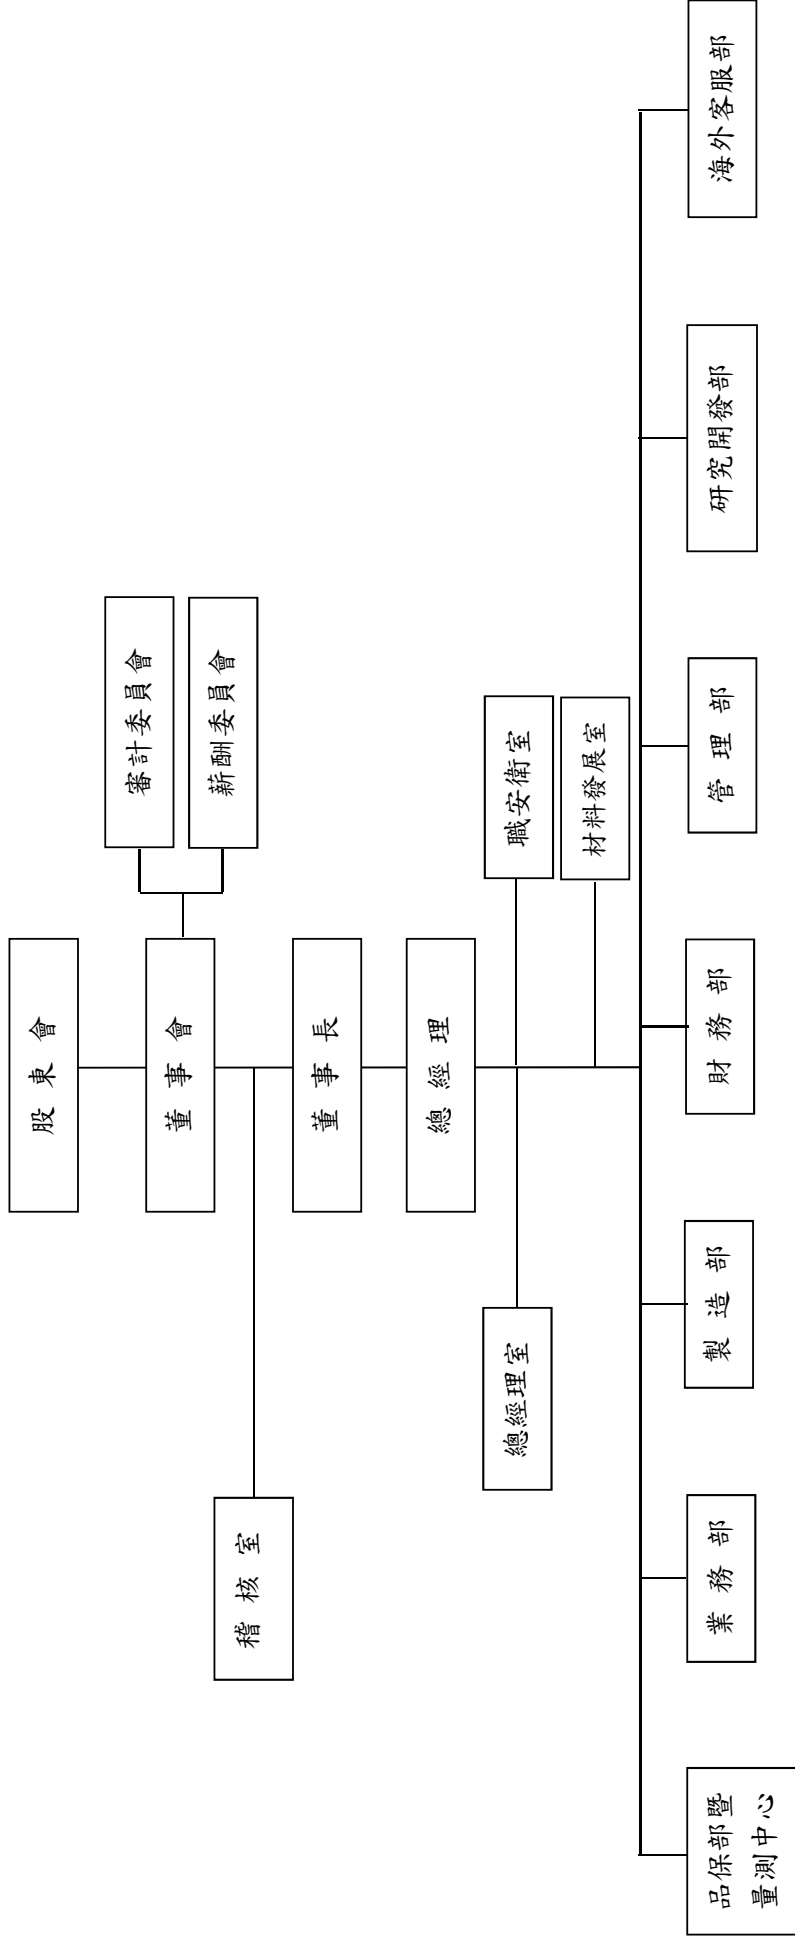 股東會
審計委員會
董事會
薪酬委員會
稽核室
董事長
總經理
總經理室
職安衛室
材料發展室
品保部暨
量測中心
業務部
製造部
財務部
管理部
研究開發部
海外客服部